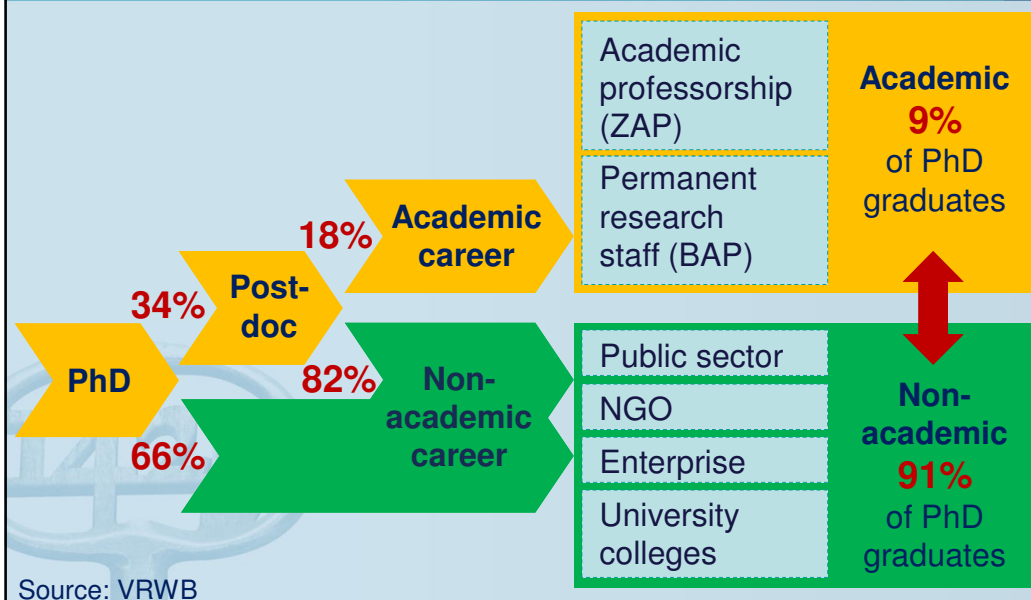 PhD
34%
66%
Post-
doc
18%
82%
Academic
career
Non-
academic
career
Academic
professorship
(ZAP)
Permanent
research
staff (BAP)
Academic
9%
of PhD
graduates
Public sector
NGO
Enterprise
University
colleges
Non-
academic
91%
of PhD
graduates
Source: VRWB